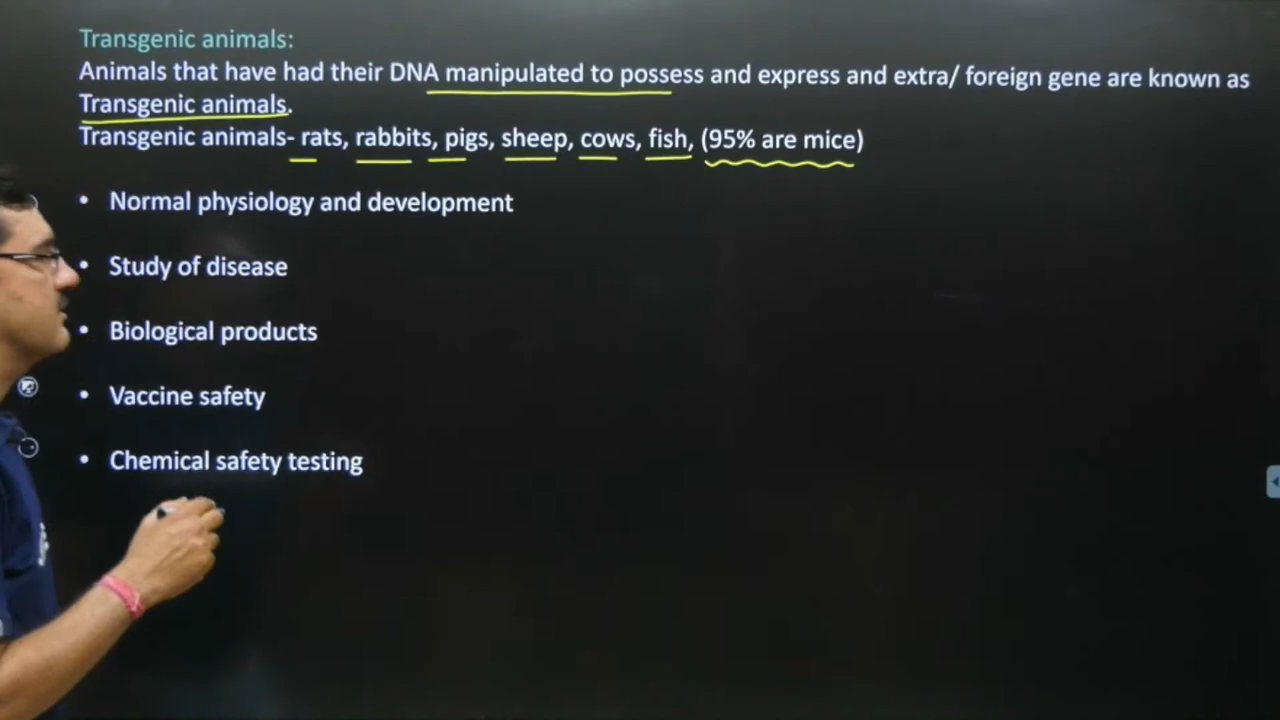 Transgenic animals:
Animals that have had their DNA manipulated to possess and express and extra/ foreign gene are known as
Transgenic animals.
Transgenic animals- rats, rabbits, pigs, sheep, cows, fish, (95% are mice)
• Normal physiology and development
• Study of disease
• Biological products
• Vaccine safety
• Chemical safety testing